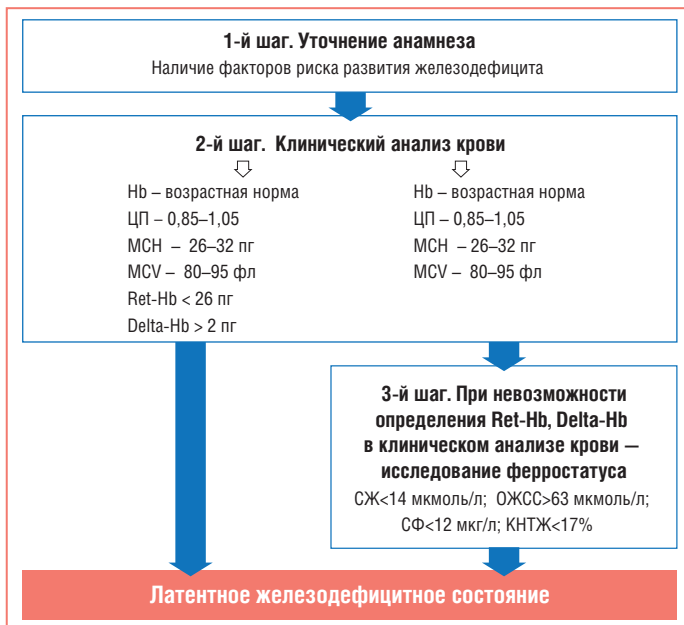 1-й шаг. Уточнение анамнеза
Наличие факторов риска развития железодефицита
2-й шаг. Клинический анализ крови
Hb – возрастная норма
ЦП – 0,85–1,05
МСН – 26–32 пг
MCV – 80–95 фл
Ret-Hb < 26 пг
Delta-Hb > 2 пг
Hb – возрастная норма
ЦП – 0,85–1,05
МСН – 26–32 пг
MCV – 80–95 фл
3-й шаг. При невозможности
определения Ret-Hb, Delta-Hb
в клиническом анализе крови —
исследование ферростатуса
СЖ<14 мкмоль/л; ОЖСС>63 мкмоль/л;
СФ<12 мкг/л; КНТЖ<17%
Латентное железодефицитное состояние